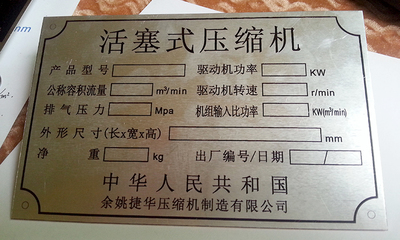 活塞式压缩机
产品型号 驱动机功率 KW
公称容积流量 m³/min 驱动机转速 r/min
排气压力 Mpa 机组输入比功率 KW(m³/min)
外形尺寸(长x宽x高) mm
净重 kg 出厂编号/日期 /
中华人民共和国
余姚捷华压缩机制造有限公司